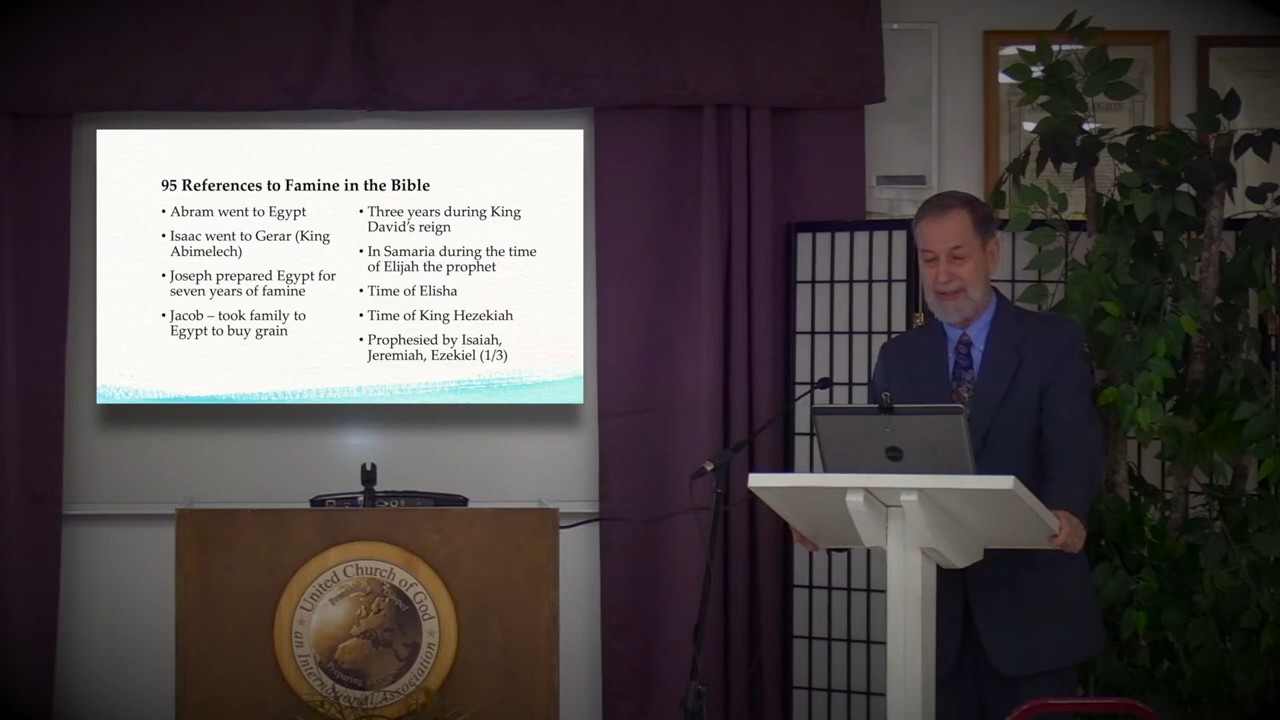 95 References to Famine in the Bible
• Abram went to Egypt
• Isaac went to Gerar (King
Abimelech)
• Joseph prepared Egypt for
seven years of famine
• Jacob – took family to
Egypt to buy grain
• Three years during King
David's reign
• In Samaria during the time
of Elijah the prophet
• Time of Elisha
• Time of King Hezekiah
• Prophesied by Isaiah,
Jeremiah, Ezekiel (1/3)
United Church of God
an International Association
Preparing a